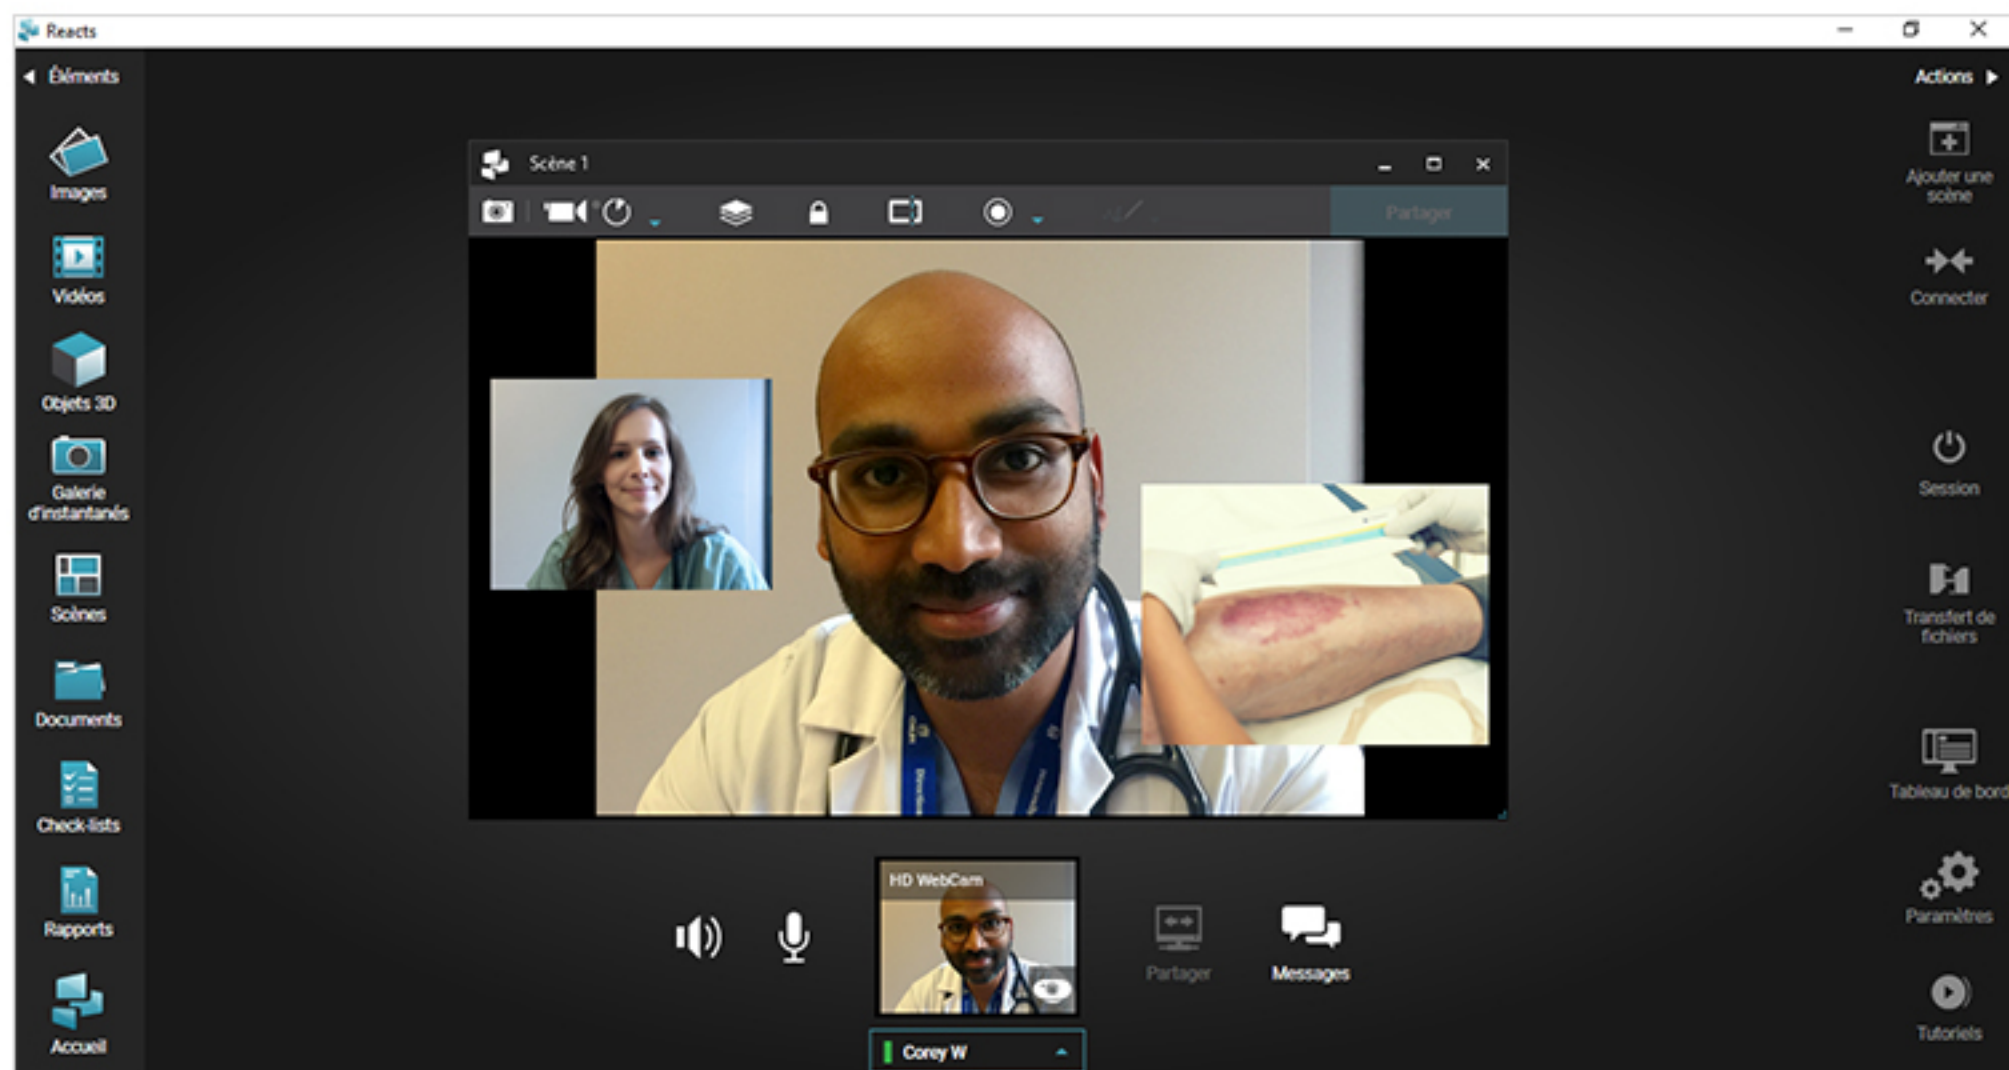 Reacts
Éléments
Images
Vidéos
Objets 3D
Galerie
d'instantanés
Scènes
Documents
Check-lists
Rapports
Accueil
Scène 1
Partager
HD WebCam
Partager
Messages
Corey W
Actions
Ajouter une
scène
Connecter
Session
Transfert de
fichiers
Tableau de bord
Paramètres
Tutoriels